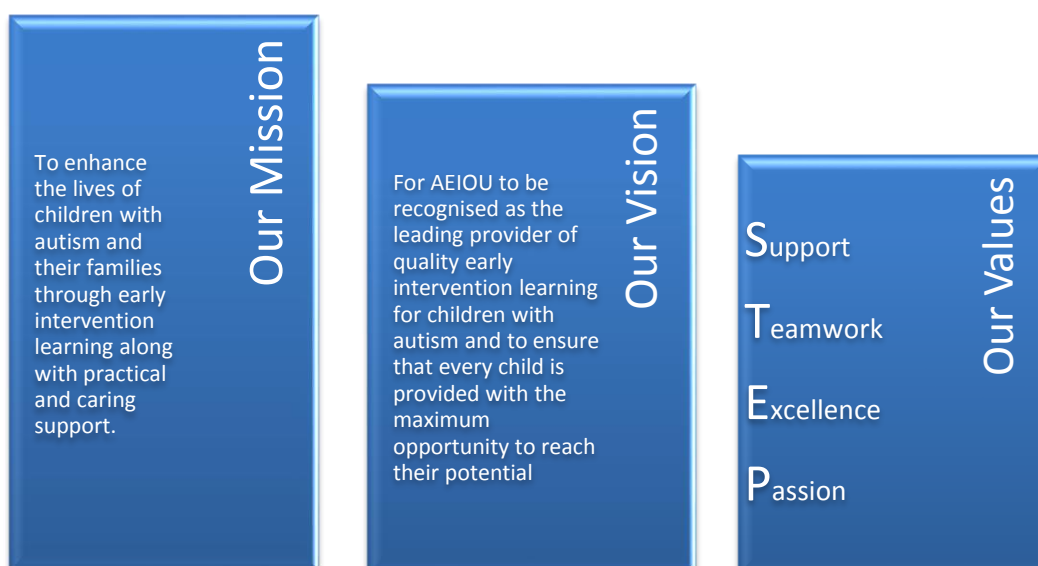 Our Mission
To enhance
the lives of
children with
autism and
their families
through early
intervention
learning along
with practical
and caring
support.
Our Vision
For AEIOU to be
recognised as the
leading provider of
quality early
intervention learning
for children with
autism and to ensure
that every child is
provided with the
maximum
opportunity to reach
their potential
Our Values
Support
Teamwork
Excellence
Passion